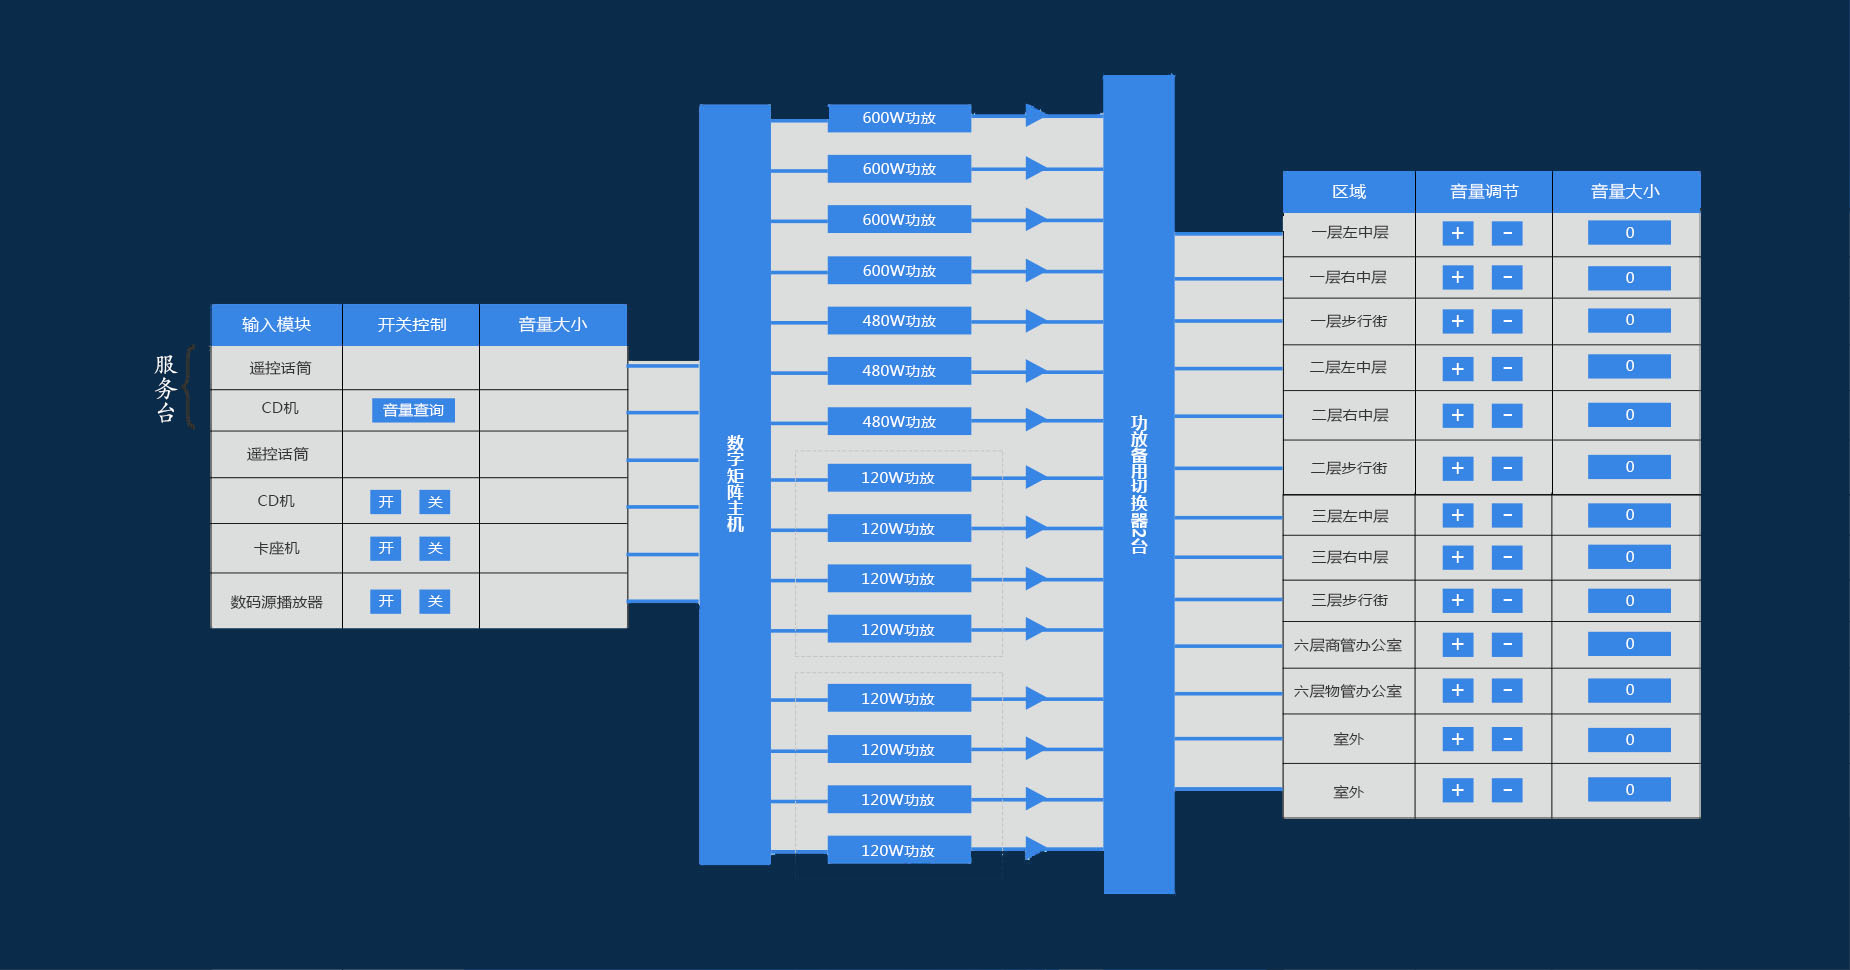 服务台
输入模块 开关控制 音量大小
遥控话筒
CD机 音量查询
遥控话筒
CD机 开 关
卡座机 开 关
数码源播放器 开 关
数字矩阵主机
600W功放
600W功放
600W功放
600W功放
480W功放
480W功放
480W功放
120W功放
120W功放
120W功放
120W功放
120W功放
120W功放
120W功放
120W功放
功放备用切换器2台
区域 音量调节 音量大小
一层左中层 + - 0
一层右中层 + - 0
一层步行街 + - 0
二层左中层 + - 0
二层右中层 + - 0
二层步行街 + - 0
三层左中层 + - 0
三层右中层 + - 0
三层步行街 + - 0
六层商管办公室 + - 0
六层物管办公室 + - 0
室外 + - 0
室外 + - 0